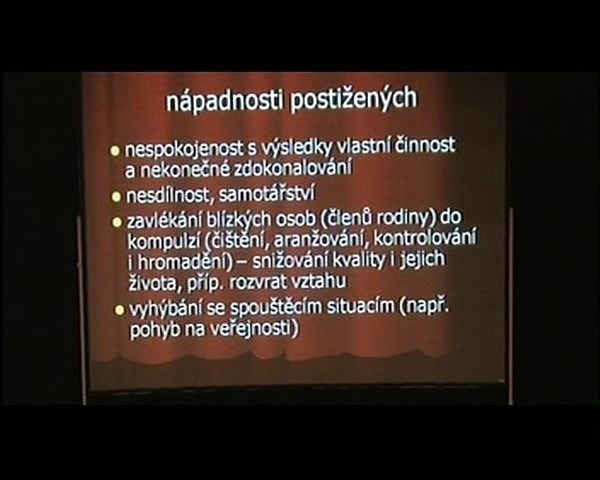 nápadnosti postižených
nespokojenost s výsledky vlastní činnost
a nekonečné zdokonalování
nesdílnost, samotářství
zavlékání blízkých osob (členů rodiny) do
kompulzí (čištění, aranžování, kontrolování
i hromadění) – snižování kvality i jejich
života, příp. rozvrat vztahu
vyhýbání se spouštěcím situacím (např.
pohyb na veřejnosti)